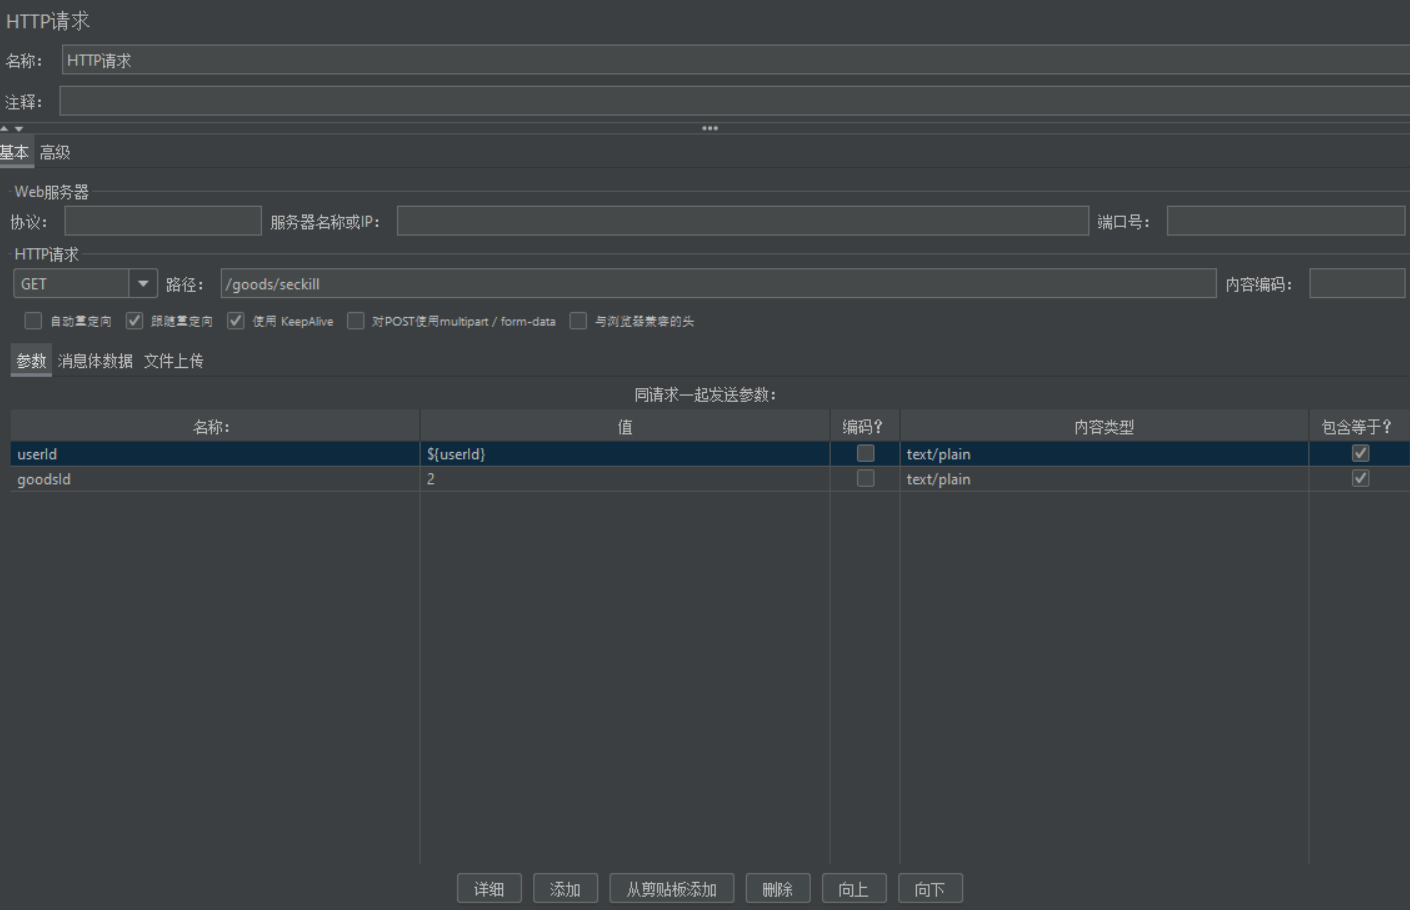 HTTP请求
名称： HTTP请求
注释：
基本 高级
Web服务器
协议： 服务器名称或IP： 端口号：
HTTP请求
GET 路径： /goods/seckill 内容编码：
自动重定向 跟随重定向 使用 KeepAlive 对POST使用multipart / form-data 与浏览器兼容的头
参数 消息体数据 文件上传
同请求一起发送参数：
名称： 值 编码？ 内容类型 包含等于？
userId ${userId} text/plain
goodsId 2 text/plain
详细 添加 从剪贴板添加 删除 向上 向下